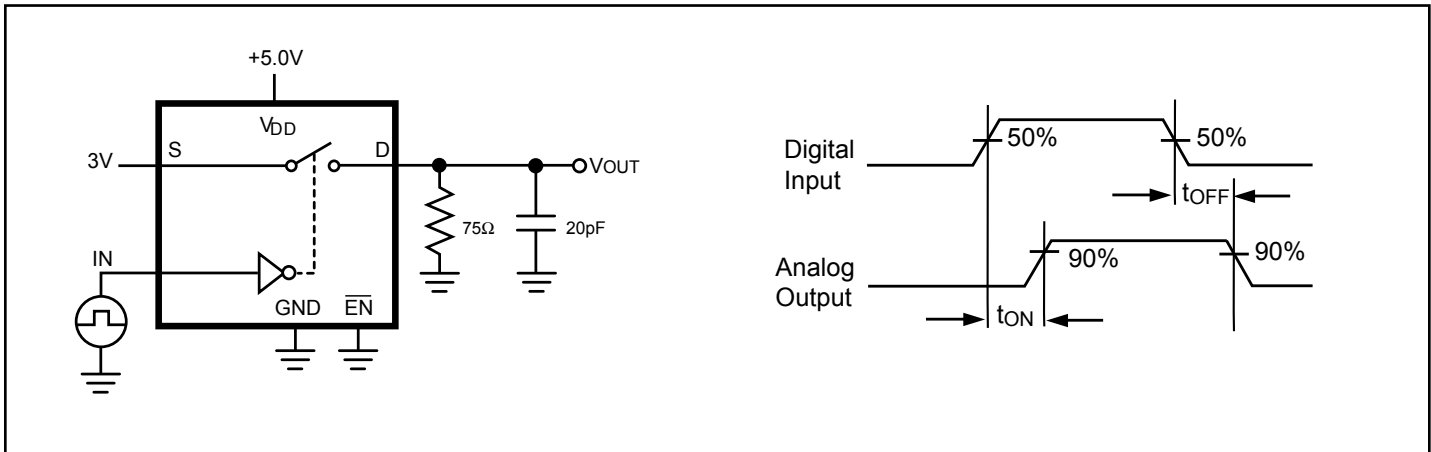 +5.0V
VDD
S
D
3V
VOUT
75Ω
20pF
IN
GND
EN
Digital
Input
50%
50%
tOFF
Analog
Output
90%
90%
tON